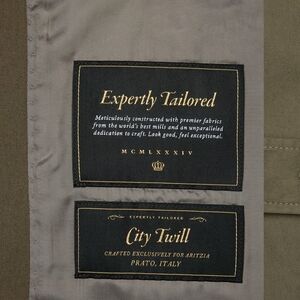 Expertly Tailored
Meticulously constructed with premier fabrics
from the world's best mills and an unparalleled
dedication to craft. Look good, feel exceptional.
MCMLXXXIV
EXPERTLY TAILORED
City Twill
CRAFTED EXCLUSIVELY FOR ARITZIA
PRATO, ITALY